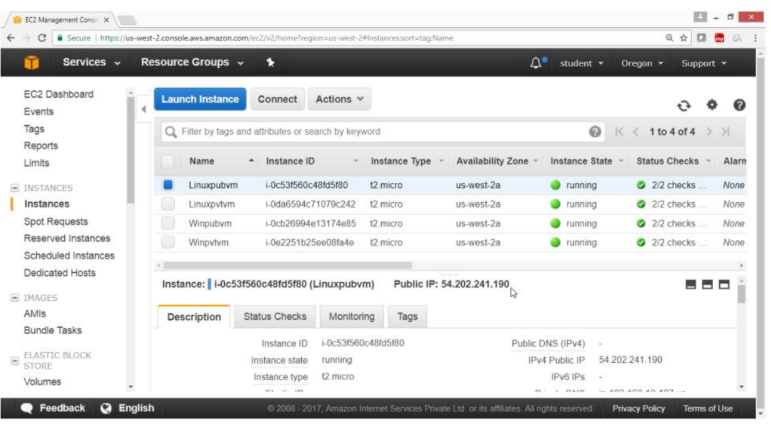 EC2 Management Consc
Secure | https://us-west-2.console.aws.amazon.com/ec2/v2/home?region=us-west-2#Instances:sort=tag:Name
Services Resource Groups student Oregon Support
EC2 Dashboard
Events
Tags
Reports
Limits
INSTANCES
Instances
Spot Requests
Reserved Instances
Scheduled Instances
Dedicated Hosts
IMAGES
AMIs
Bundle Tasks
ELASTIC BLOCK
STORE
Volumes
Launch Instance Connect Actions
Filter by tags and attributes or search by keyword 1 to 4 of 4
Name Instance ID Instance Type Availability Zone Instance State Status Checks Alarm
Linuxpubvm i-0c53f560c48fd5f80 t2.micro us-west-2a running 2/2 checks ... None
Linuxpvtvm i-0da6594c71079c242 t2.micro us-west-2a running 2/2 checks ... None
Winpubvm i-0cb26994e13174e85 t2.micro us-west-2a running 2/2 checks ... None
Winpvtvm i-0e2251b25ee08fa4e t2.micro us-west-2a running 2/2 checks ... None
Instance: i-0c53f560c48fd5f80 (Linuxpubvm) Public IP: 54.202.241.190
Description Status Checks Monitoring Tags
Instance ID i-0c53f560c48fd5f80 Public DNS (IPv4) -
Instance state running IPv4 Public IP 54.202.241.190
Instance type t2.micro IPv6 IPs -
Feedback English © 2008 - 2017, Amazon Internet Services Private Ltd. or its affiliates. All rights reserved. Privacy Policy Terms of Use